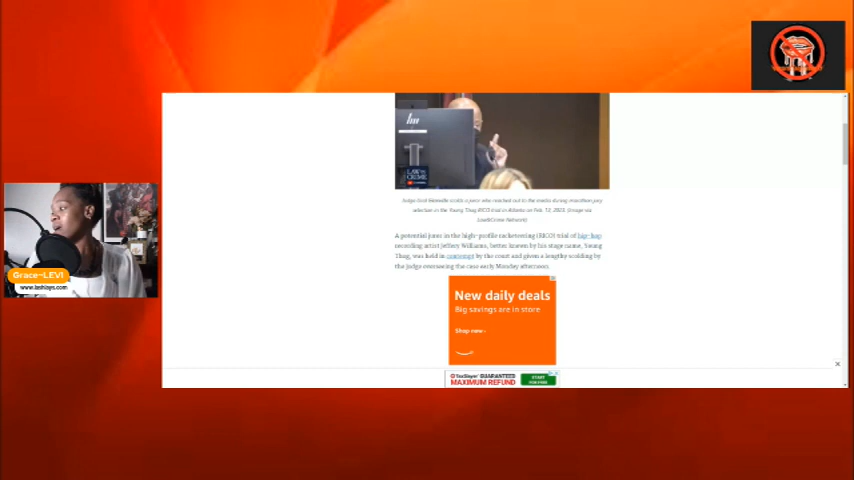 hp
LAW&CRIME
Judge Ural Glanville scolds a juror who reached out to the media during marathon jury
selection in the Young Thug RICO trial in Atlanta on Feb. 13, 2023. (Image via
Law&Crime Network)
A potential juror in the high-profile racketeering (RICO) trial of hip-hop
recording artist Jeffery Williams, better known by his stage name, Young
Thug, was held in contempt by the court and given a lengthy scolding by
the judge overseeing the case early Monday afternoon.
Grace-LEVI
www.lashlays.com
New daily deals
Big savings are in store
Shop now ›
TaxSlayer GUARANTEED
MAXIMUM REFUND
START
FOR FREE